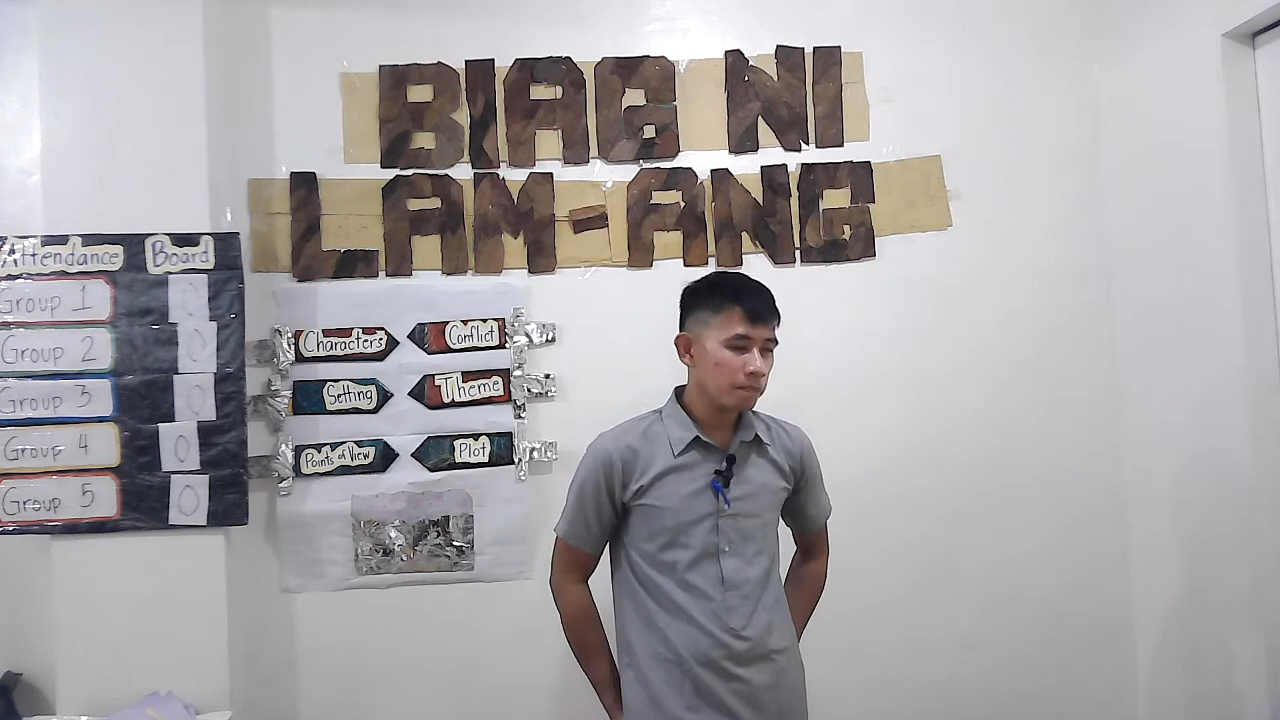 BIAG NI
LAM-ANG
Attendance Board
Group 1 0
Group 2 0
Group 3 0
Group 4 0
Group 5 0
Characters
Conflict
Setting
Theme
Points of View
Plot